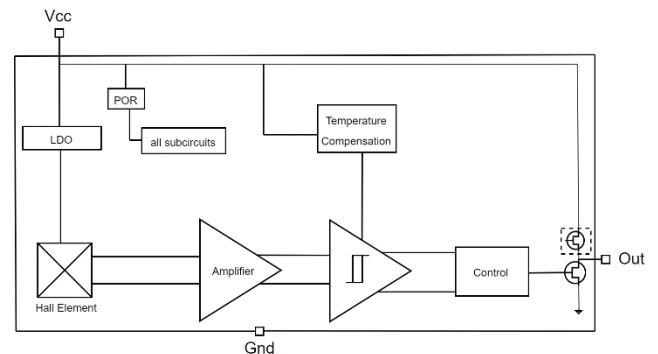 Vcc
POR
Temperature
Compensation
LDO
all subcircuits
Amplifier
Control
Out
Hall Element
Gnd